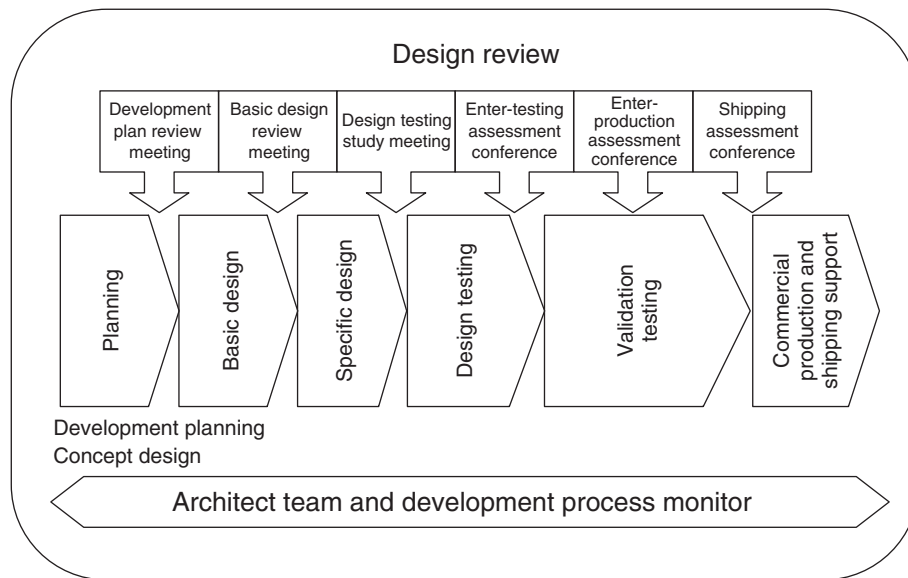 Design review
Development
plan review
meeting
Basic design
review
meeting
Design testing
study meeting
Enter-testing
assessment
conference
Enter-
production
assessment
conference
Shipping
assessment
conference
Planning
Basic design
Specific design
Design testing
Validation
testing
Commercial
production and
shipping support
Development planning
Concept design
Architect team and development process monitor